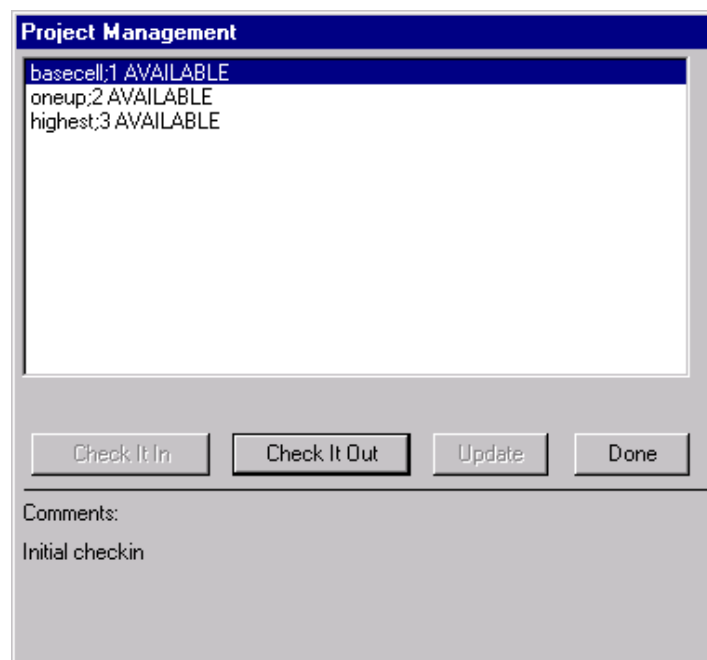 Project Management
basecell;1 AVAILABLE
oneup;2 AVAILABLE
highest;3 AVAILABLE
Check It In Check It Out Update Done
Comments:
Initial checkin